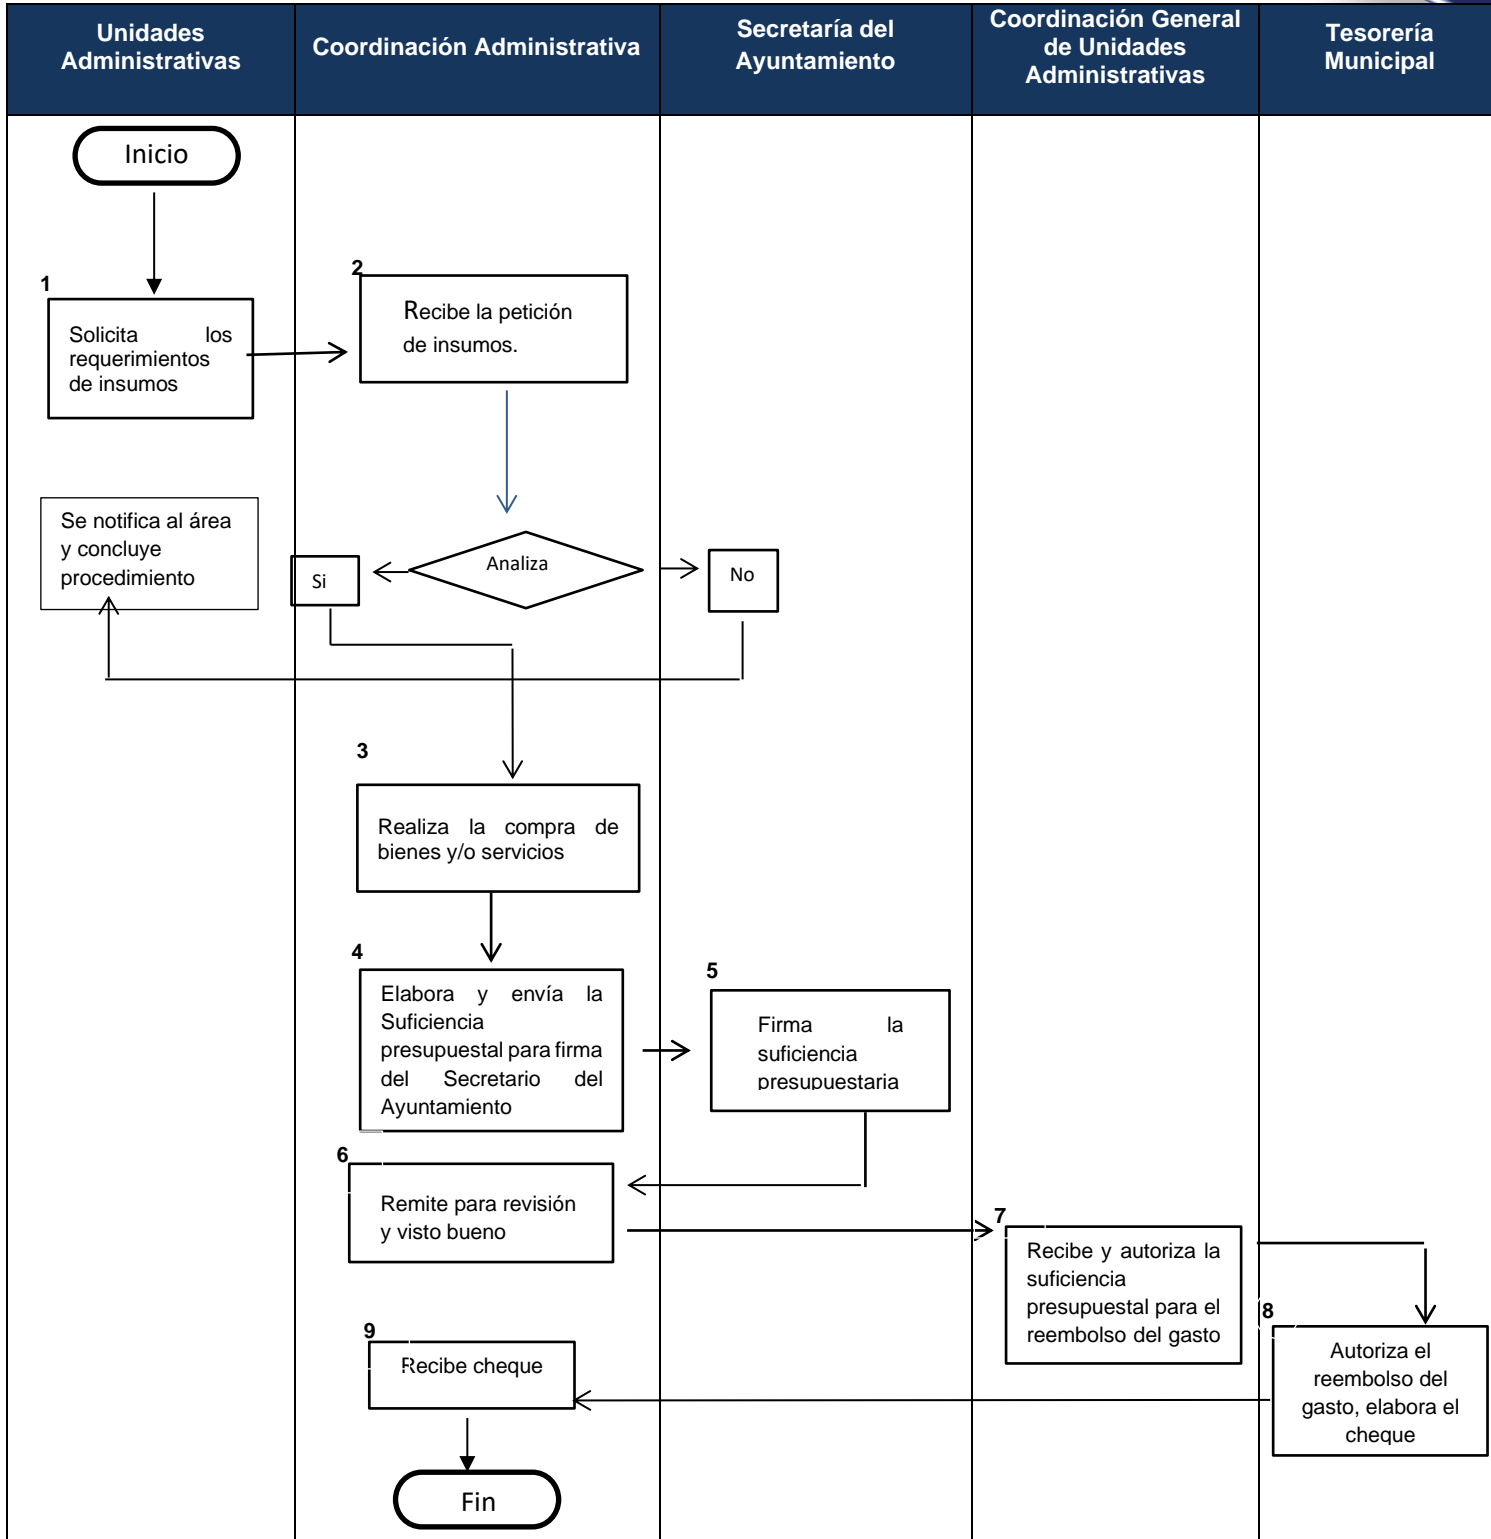 Unidades
Administrativas
Coordinación Administrativa
Secretaría del
Ayuntamiento
Coordinación General
de Unidades
Administrativas
Tesorería
Municipal
Inicio
1
Solicita los
requerimientos
de insumos
2
Recibe la petición
de insumos.
Se notifica al área
y concluye
procedimiento
Si
Analiza
No
3
Realiza la compra de
bienes y/o servicios
4
Elabora y envía la
Suficiencia
presupuestal para firma
del Secretario del
Ayuntamiento
5
Firma la
suficiencia
presupuestaria
6
Remite para revisión
y visto bueno
7
Recibe y autoriza la
suficiencia
presupuestal para el
reembolso del gasto
8
Autoriza el
reembolso del
gasto, elabora el
cheque
9
Recibe cheque
Fin